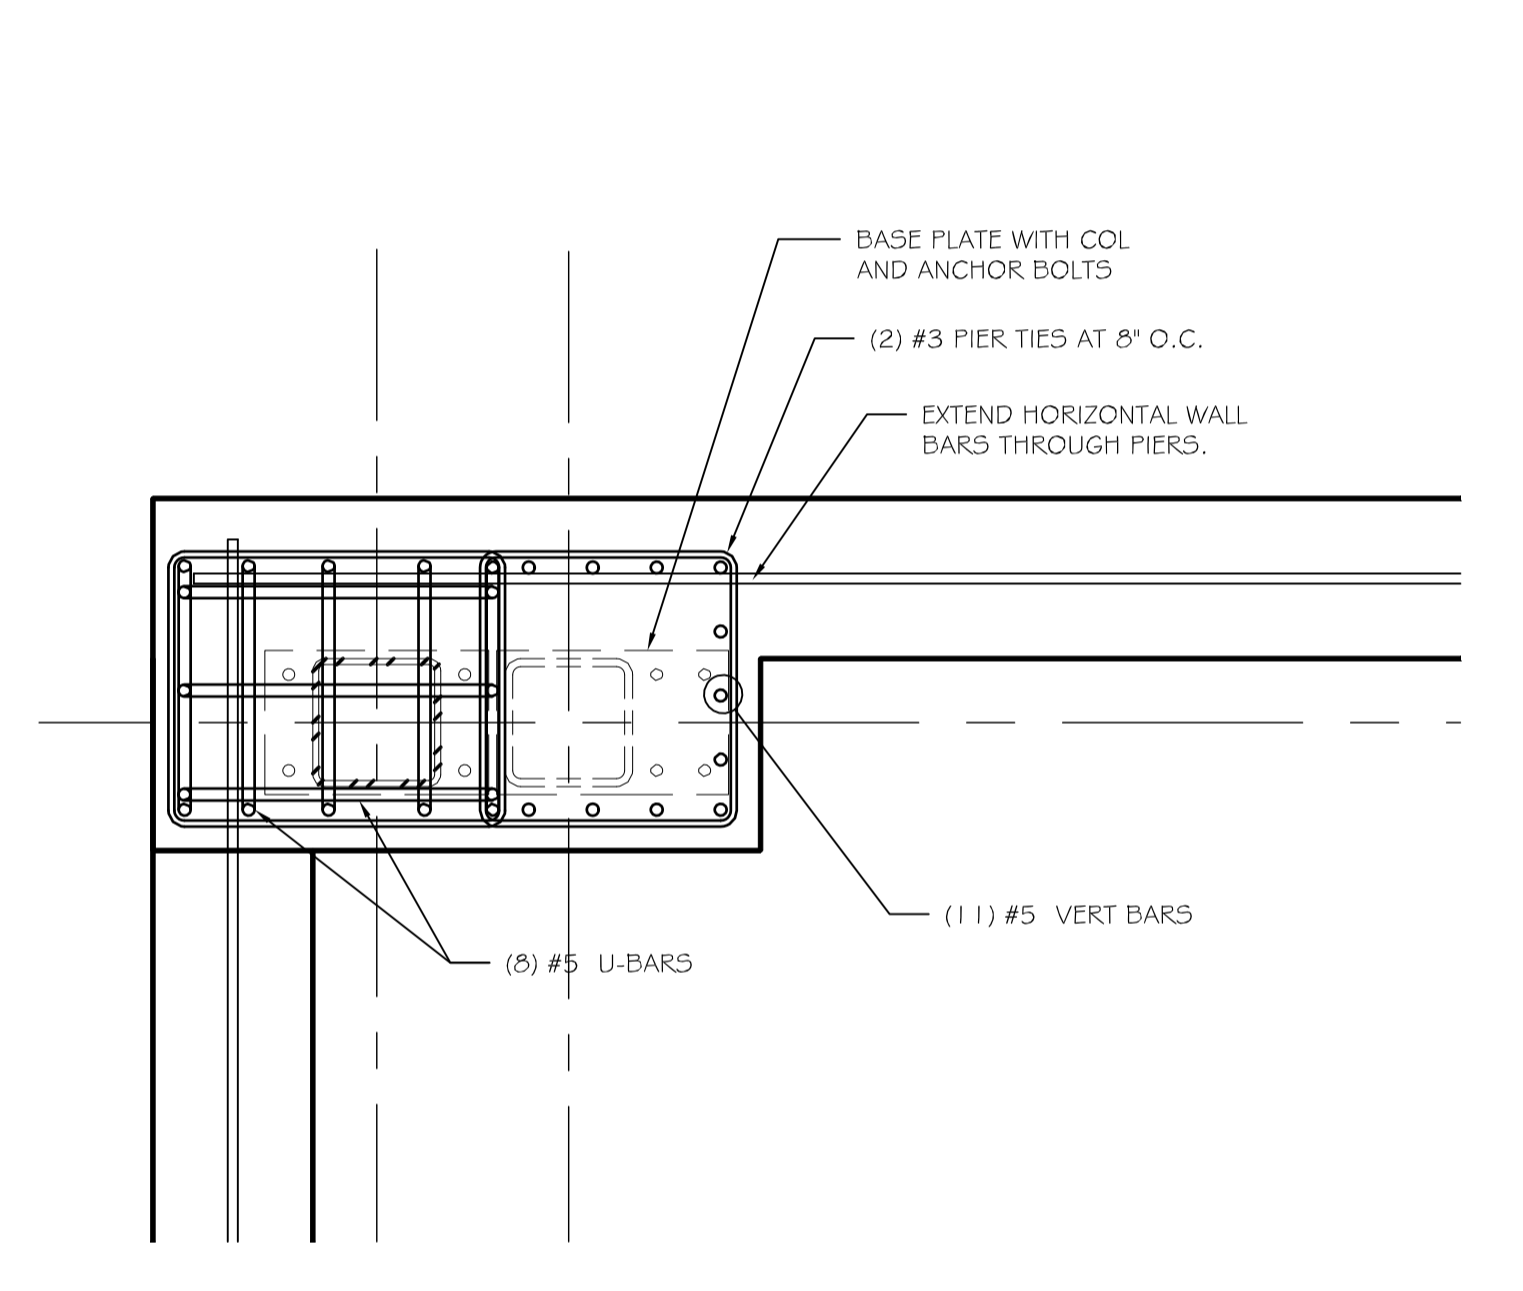 BASE PLATE WITH COL
AND ANCHOR BOLTS
(2) #3 PIER TIES AT 8" O.C.
EXTEND HORIZONTAL WALL
BARS THROUGH PIERS.
(11) #5 VERT BARS
(8) #5 U-BARS